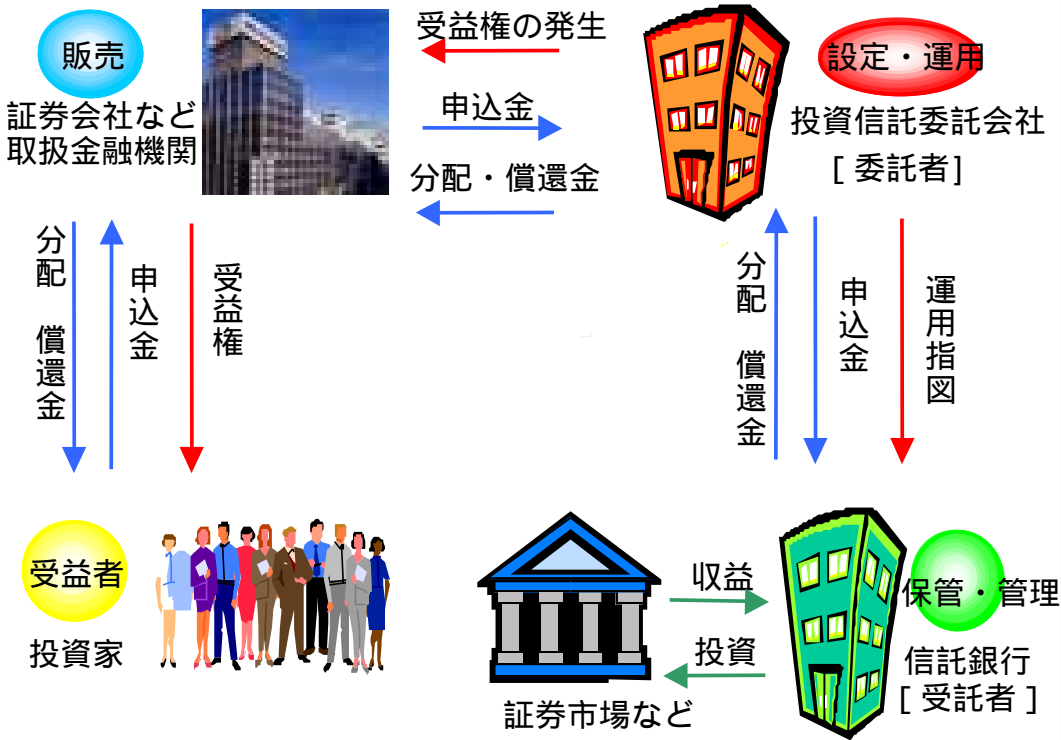 販売
証券会社など
取扱金融機関
受益権の発生
申込金
分配・償還金
設定・運用
投資信託委託会社
[ 委託者]
分配 償還金
申込金
受益権
分配 償還金
申込金
運用指図
受益者
投資家
収益
投資
証券市場など
保管・管理
信託銀行
[ 受託者 ]